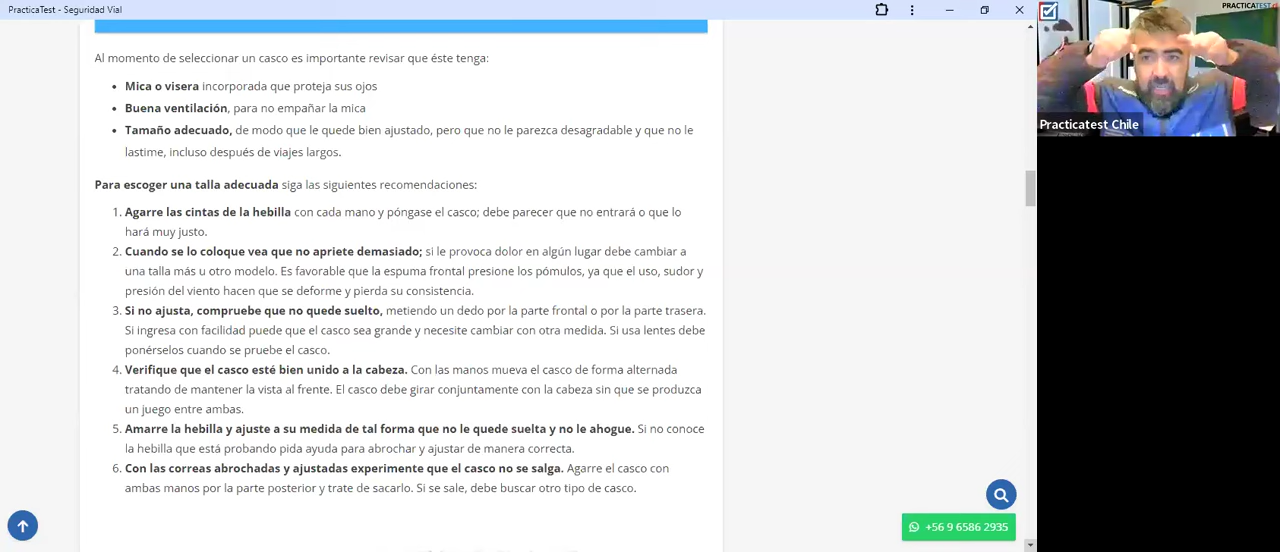 PracticaTest - Seguridad Vial
PRACTICATEST
Practicatest Chile
Al momento de seleccionar un casco es importante revisar que éste tenga:
• Mica o visera incorporada que proteja sus ojos
• Buena ventilación, para no empañar la mica
• Tamaño adecuado, de modo que le quede bien ajustado, pero que no le parezca desagradable y que no le
lastime, incluso después de viajes largos.
Para escoger una talla adecuada siga las siguientes recomendaciones:
1. Agarre las cintas de la hebilla con cada mano y póngase el casco; debe parecer que no entrará o que lo
hará muy justo.
2. Cuando se lo coloque vea que no apriete demasiado; si le provoca dolor en algún lugar debe cambiar a
una talla más u otro modelo. Es favorable que la espuma frontal presione los pómulos, ya que el uso, sudor y
presión del viento hacen que se deforme y pierda su consistencia.
3. Si no ajusta, compruebe que no quede suelto, metiendo un dedo por la parte frontal o por la parte trasera.
Si ingresa con facilidad puede que el casco sea grande y necesite cambiar con otra medida. Si usa lentes debe
ponérselos cuando se pruebe el casco.
4. Verifique que el casco esté bien unido a la cabeza. Con las manos mueva el casco de forma alternada
tratando de mantener la vista al frente. El casco debe girar conjuntamente con la cabeza sin que se produzca
un juego entre ambas.
5. Amarre la hebilla y ajuste a su medida de tal forma que no le quede suelta y no le ahogue. Si no conoce
la hebilla que está probando pida ayuda para abrochar y ajustar de manera correcta.
6. Con las correas abrochadas y ajustadas experimente que el casco no se salga. Agarre el casco con
ambas manos por la parte posterior y trate de sacarlo. Si se sale, debe buscar otro tipo de casco.
+56 9 6586 2935